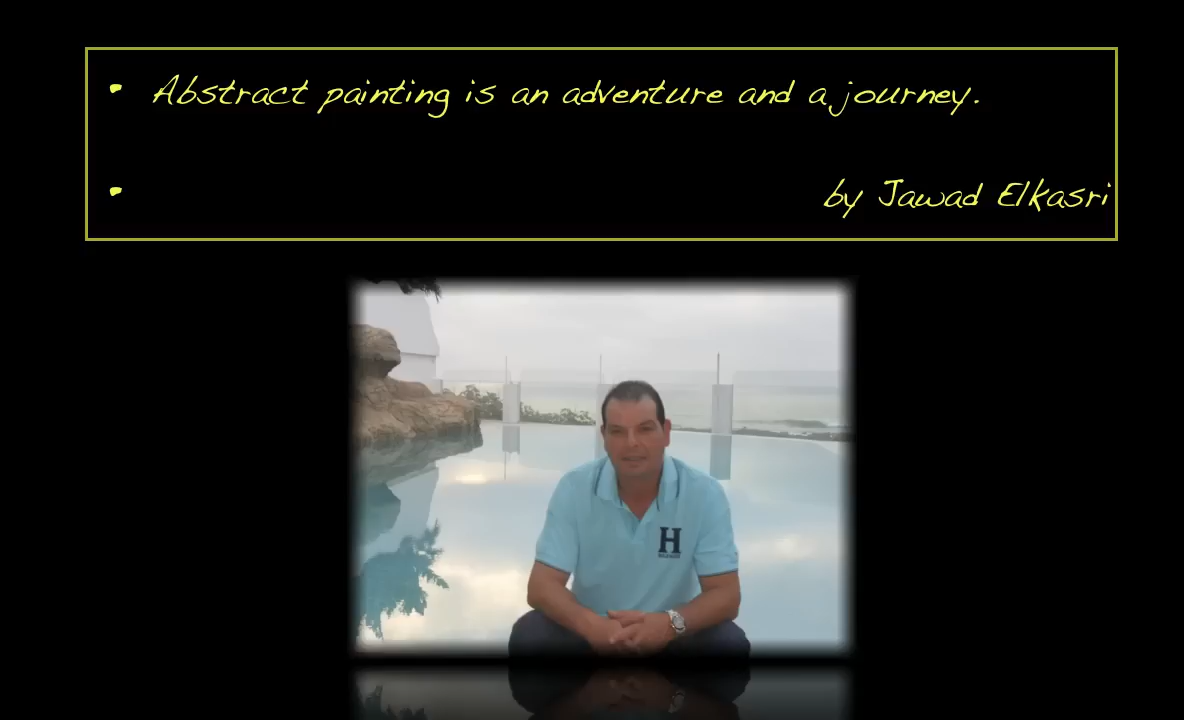 • Abstract painting is an adventure and a journey.
• by Jawad Elkasri
H